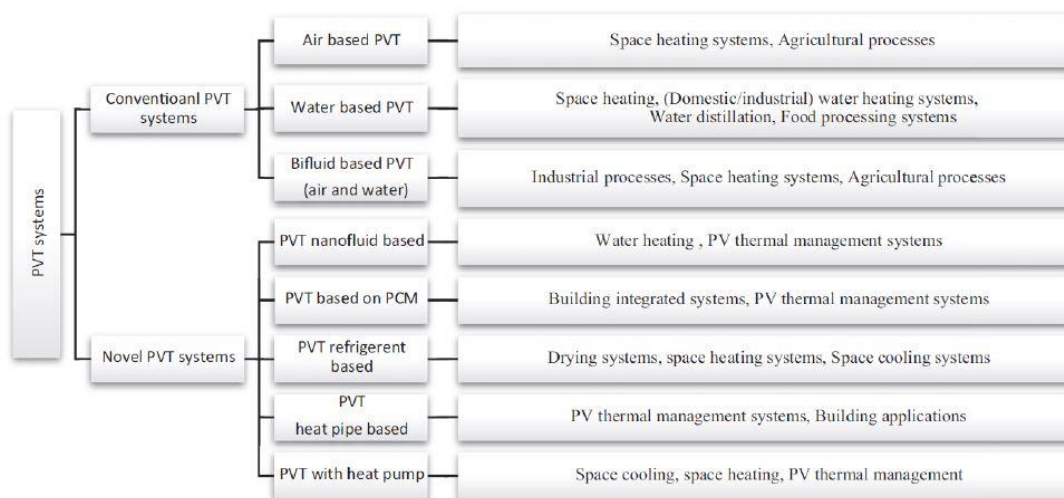 PVT systems
Conventioanl PVT
systems
Air based PVT
Space heating systems, Agricultural processes
Water based PVT
Space heating, (Domestic/industrial) water heating systems,
Water distillation, Food processing systems
Bifluid based PVT
(air and water)
Industrial processes, Space heating systems, Agricultural processes
Novel PVT systems
PVT nanofluid based
Water heating , PV thermal management systems
PVT based on PCM
Building integrated systems, PV thermal management systems
PVT refrigerent
based
Drying systems, space heating systems, Space cooling systems
PVT
heat pipe based
PV thermal management systems, Building applications
PVT with heat pump
Space cooling, space heating, PV thermal management